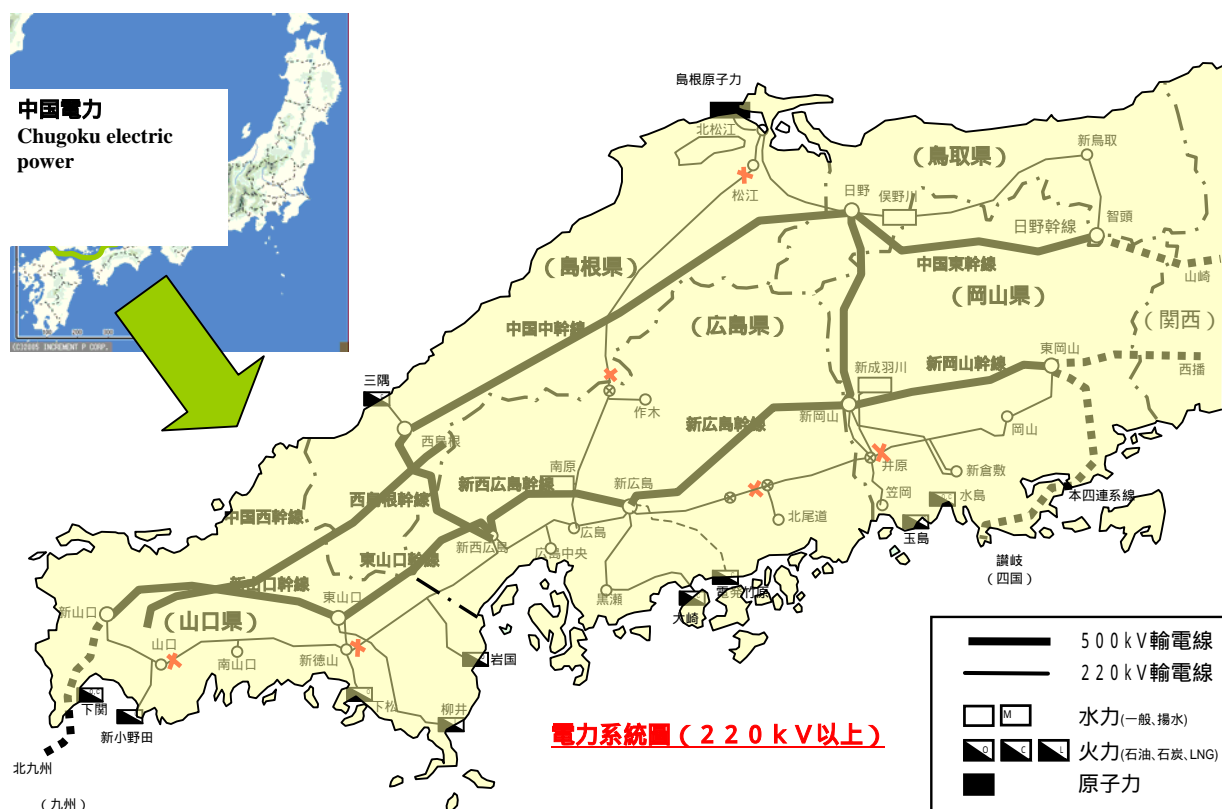 中国電力
Chugoku electric
power
(C)2005 INCREMENT P CORP.
島根原子力
北松江
松江
（鳥取県）
新鳥取
日野
俣野川
日野幹線
智頭
中国東幹線
山崎
（島根県）
（岡山県）
（広島県）
（関西）
中国中幹線
東岡山
新岡山幹線
西播
三隅
新成羽川
作木
新岡山
岡山
新広島幹線
西島根
南原
新広島
井原
新倉敷
新西広島幹線
西島根幹線
笠岡
水島
本四連系線
中国西幹線
北尾道
玉島
新西広島
広島
広島中央
東山口幹線
讃岐
（四国）
新山口幹線
電発竹原
黒瀬
大崎
東山口
新山口
（山口県）
山口
南山口
新徳山
岩国
下関
下松
柳井
新小野田
北九州
（九州）
電力系統圖（２２０ｋＶ以上）
500kV輸電線
220kV輸電線
M
水力(一般、揚水)
O C L
火力(石油、石炭、LNG)
原子力